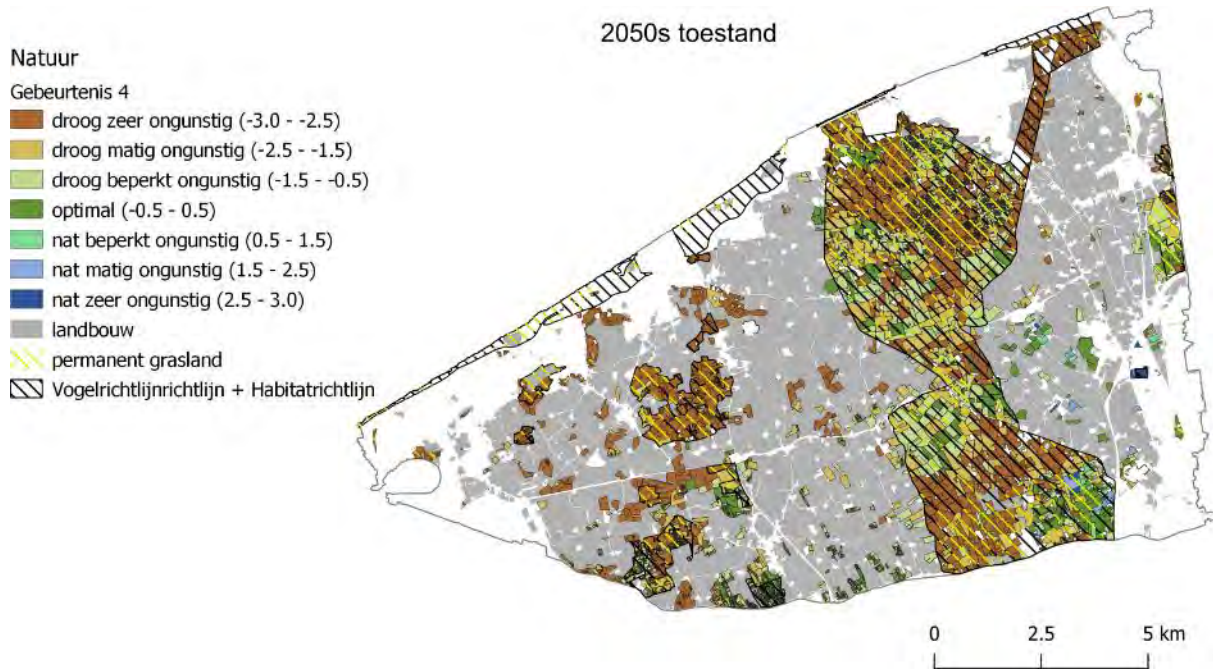 2050s toestand
Natuur
Gebeurtenis 4
droog zeer ongunstig (-3.0 - -2.5)
droog matig ongunstig (-2.5 - -1.5)
droog beperkt ongunstig (-1.5 - -0.5)
optimal (-0.5 - 0.5)
nat beperkt ongunstig (0.5 - 1.5)
nat matig ongunstig (1.5 - 2.5)
nat zeer ongunstig (2.5 - 3.0)
landbouw
permanent grasland
Vogelrichtlijnrichtlijn + Habitatrichtlijn
0 2.5 5 km